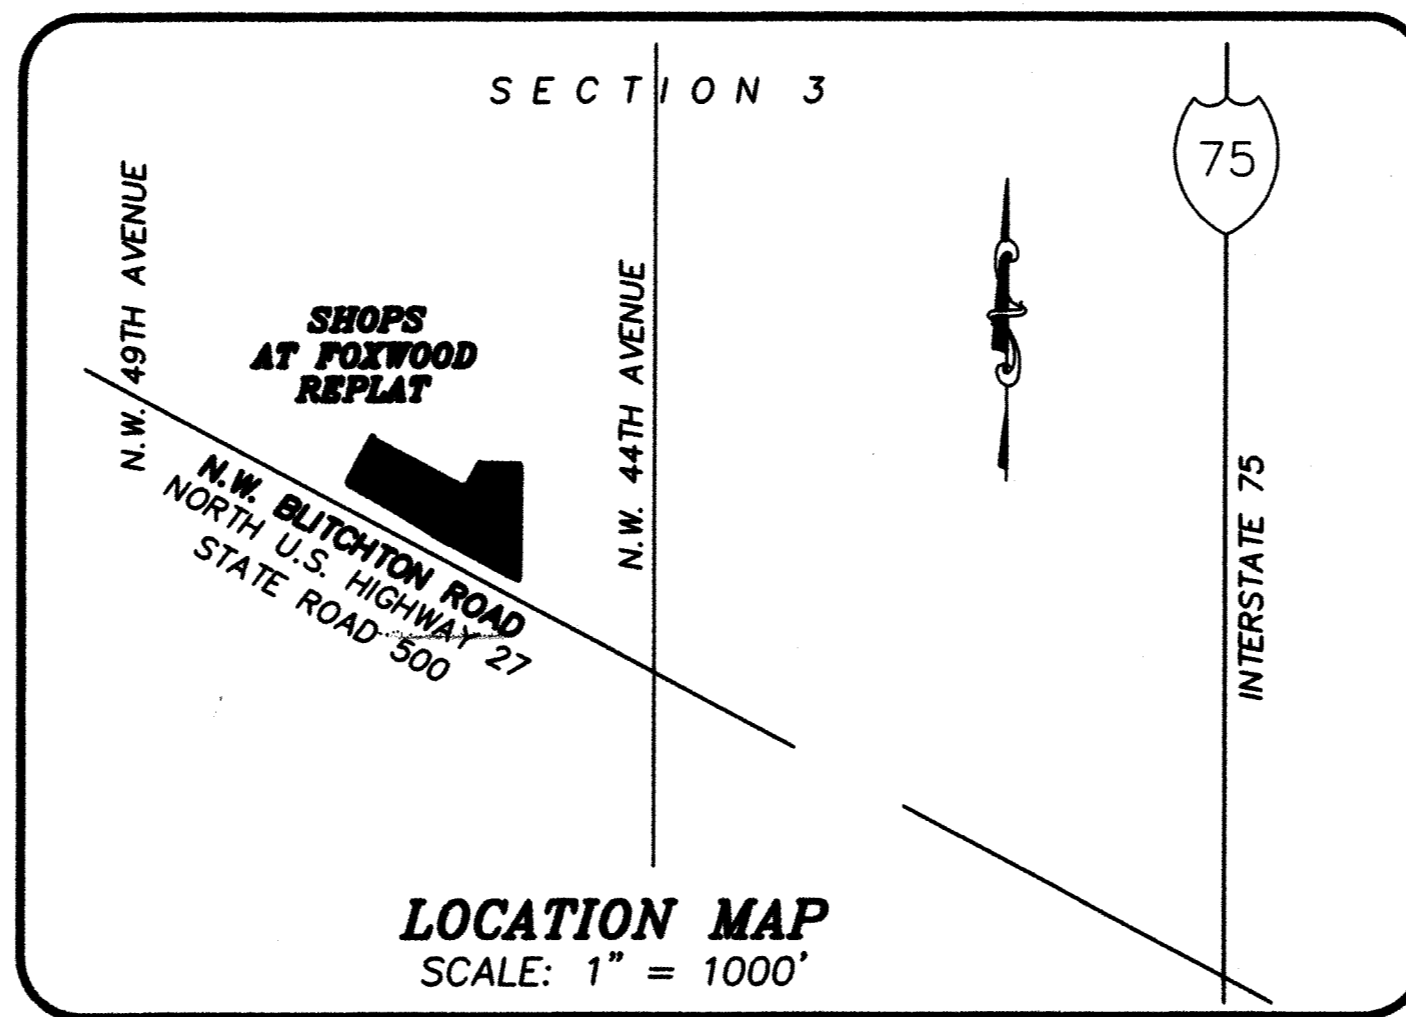 SECTION 3
75
N.W. 49TH AVENUE
SHOPS
AT FOXWOOD
REPLAT
N.W. 44TH AVENUE
N.W. BLITCHTON ROAD
NORTH U.S. HIGHWAY 27
STATE ROAD 500
INTERSTATE 75
LOCATION MAP
SCALE: 1" = 1000'